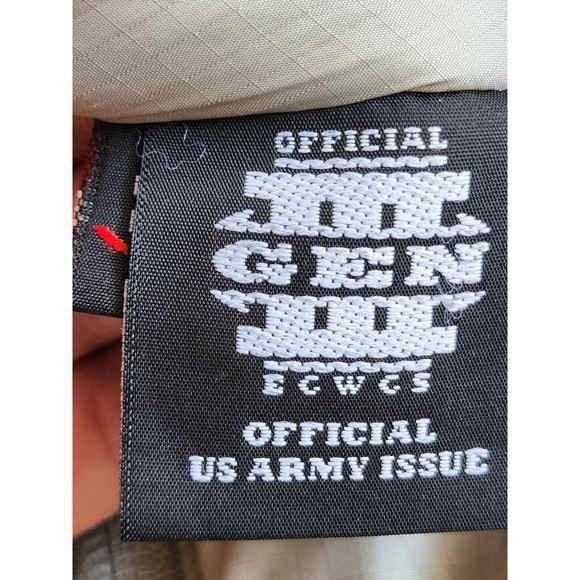 OFFICIAL
III
GEN
III
ECWCS
OFFICIAL
US ARMY ISSUE